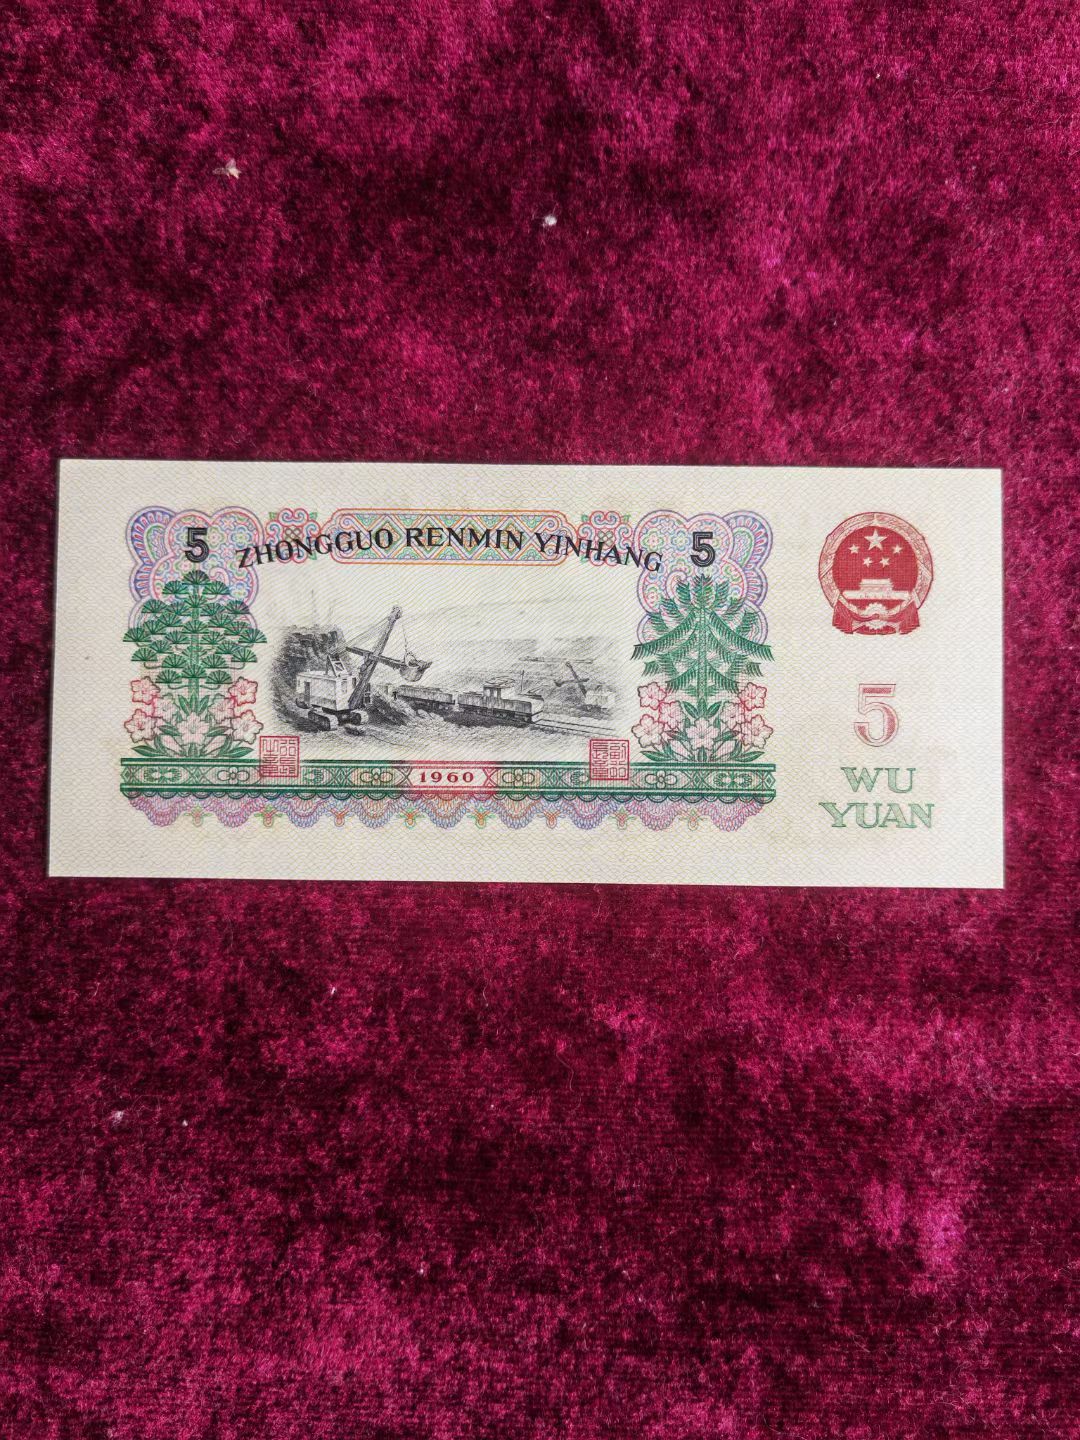 5 ZHONGGUO RENMIN YINHANG 5
1960
5
WU
YUAN